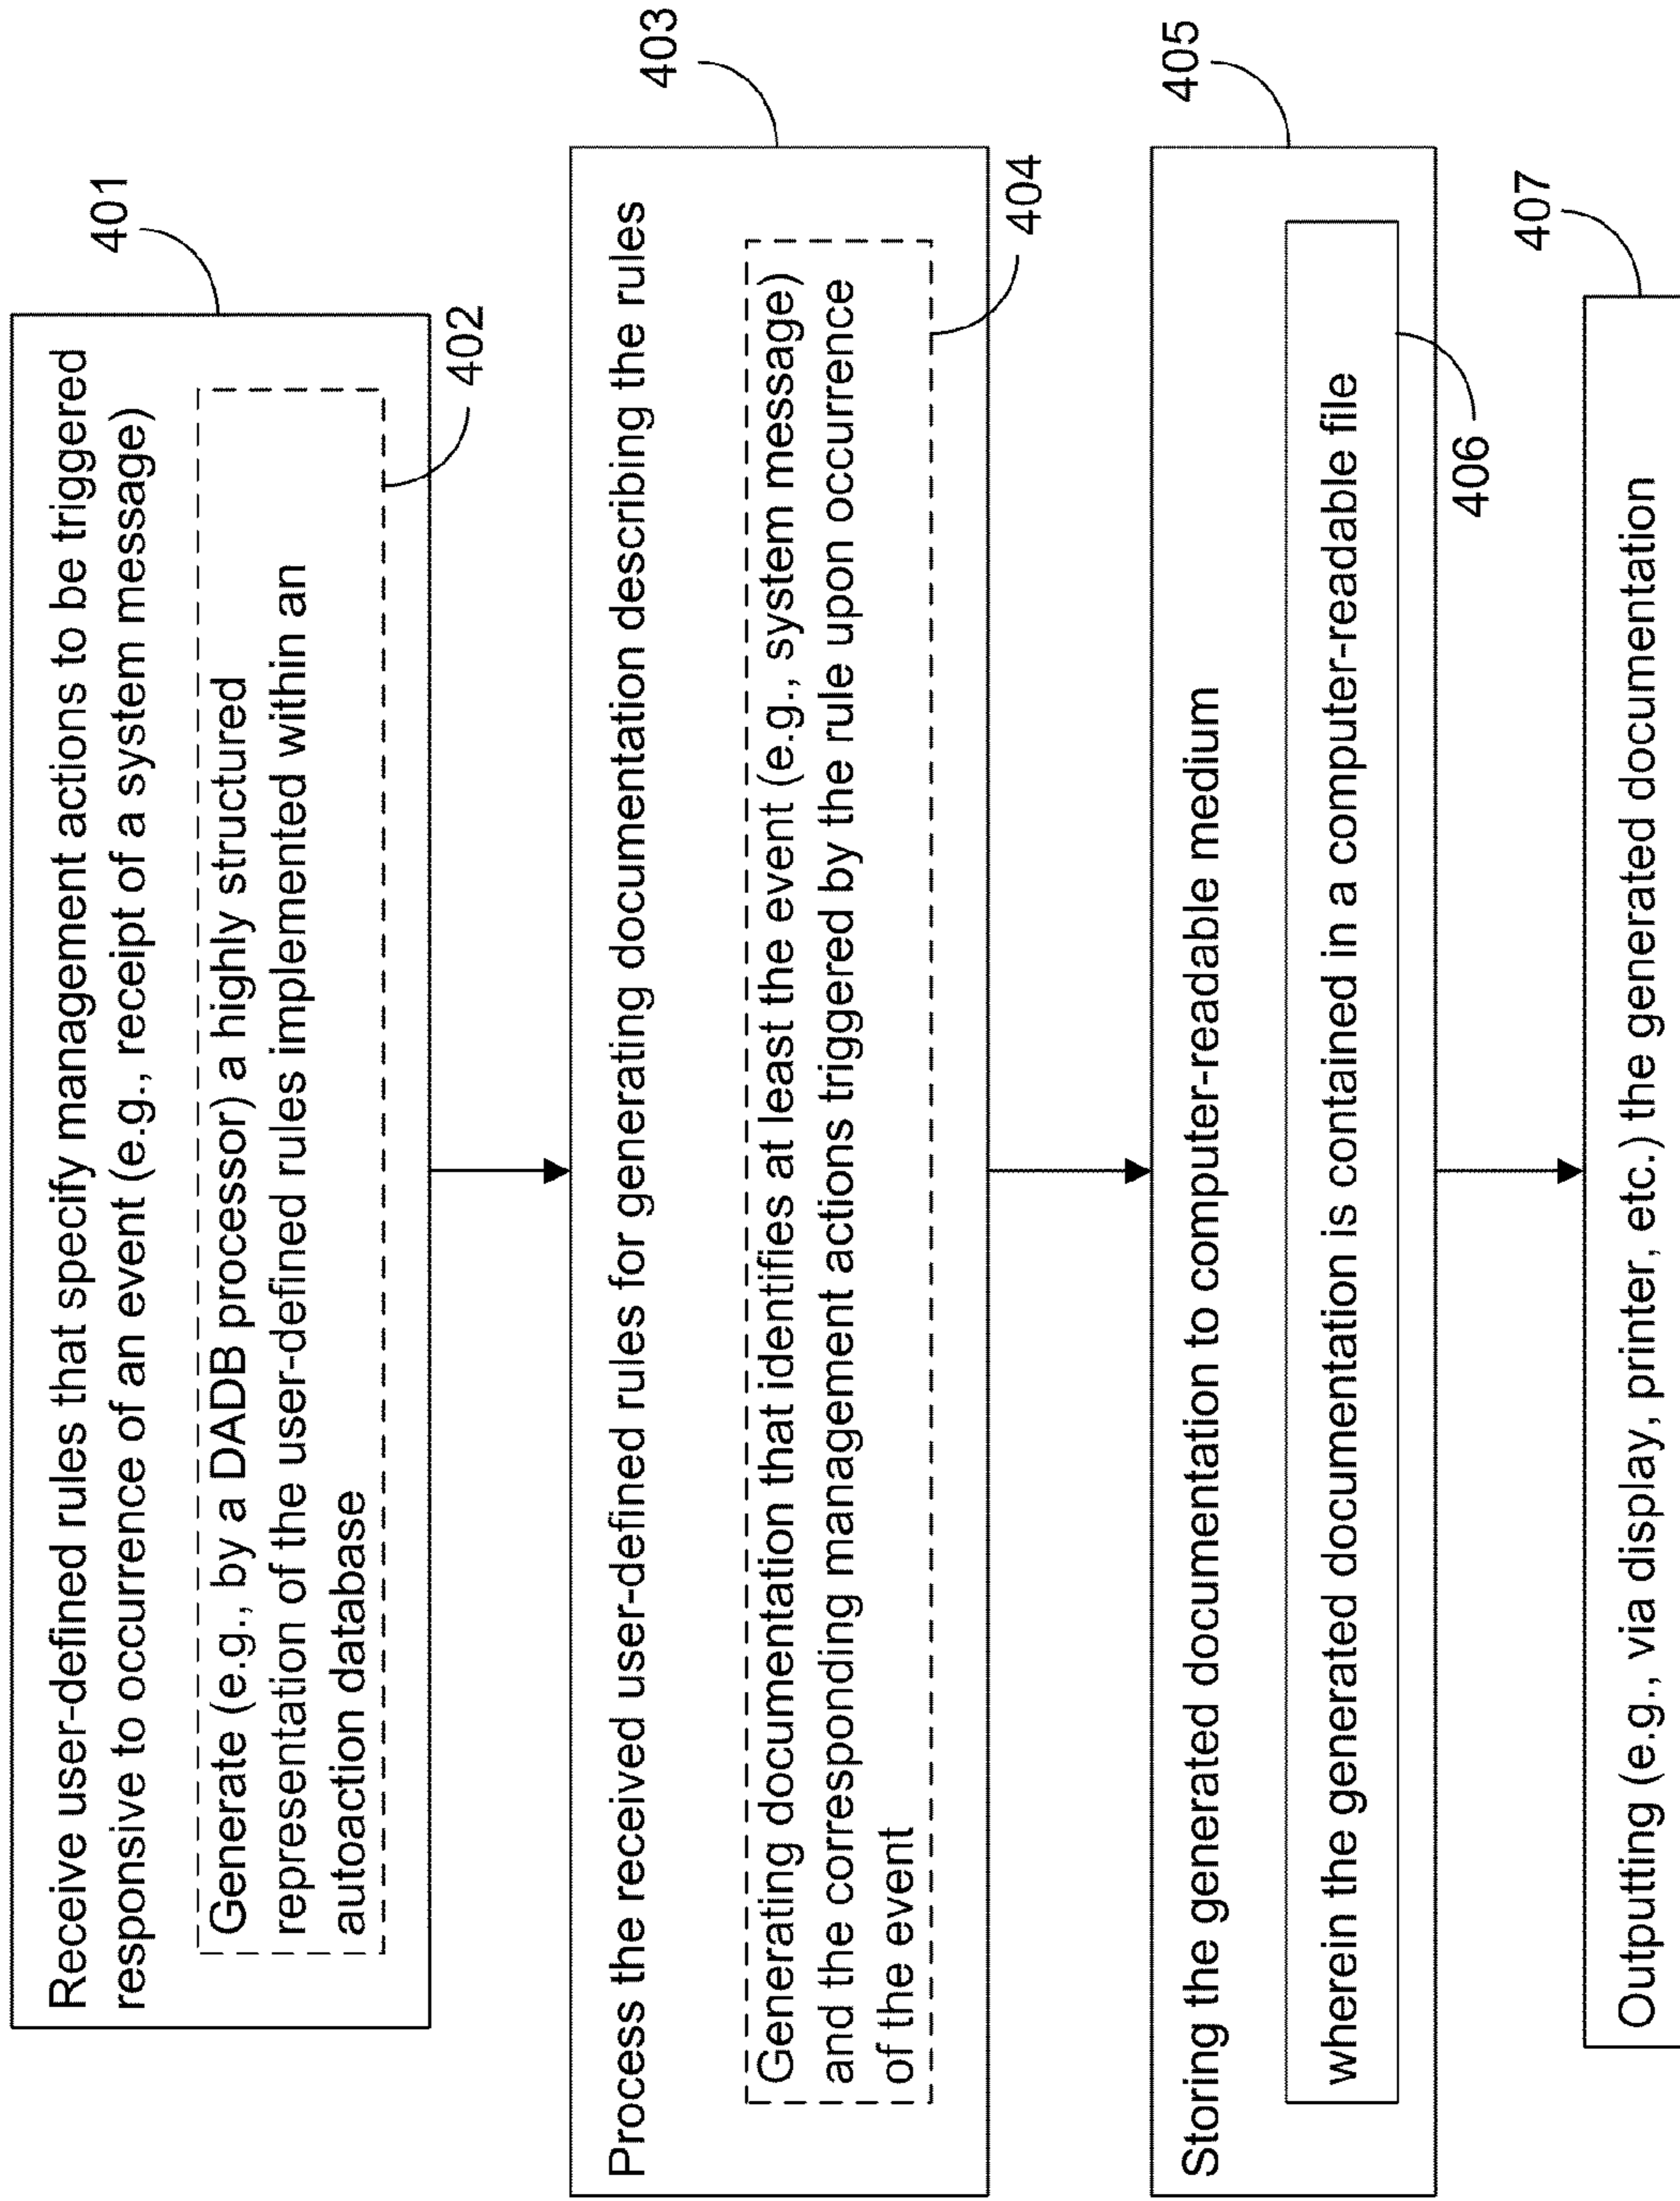 401
Receive user-defined rules that specify management actions to be triggered
responsive to occurrence of an event (e.g., receipt of a system message)
Generate (e.g., by a DADB processor) a highly structured
representation of the user-defined rules implemented within an
autoaction database
402
403
Process the received user-defined rules for generating documentation describing the rules
Generating documentation that identifies at least the event (e.g., system message)
and the corresponding management actions triggered by the rule upon occurrence
of the event
404
405
Storing the generated documentation to computer-readable medium
wherein the generated documentation is contained in a computer-readable file
406
407
Outputting (e.g., via display, printer, etc.) the generated documentation